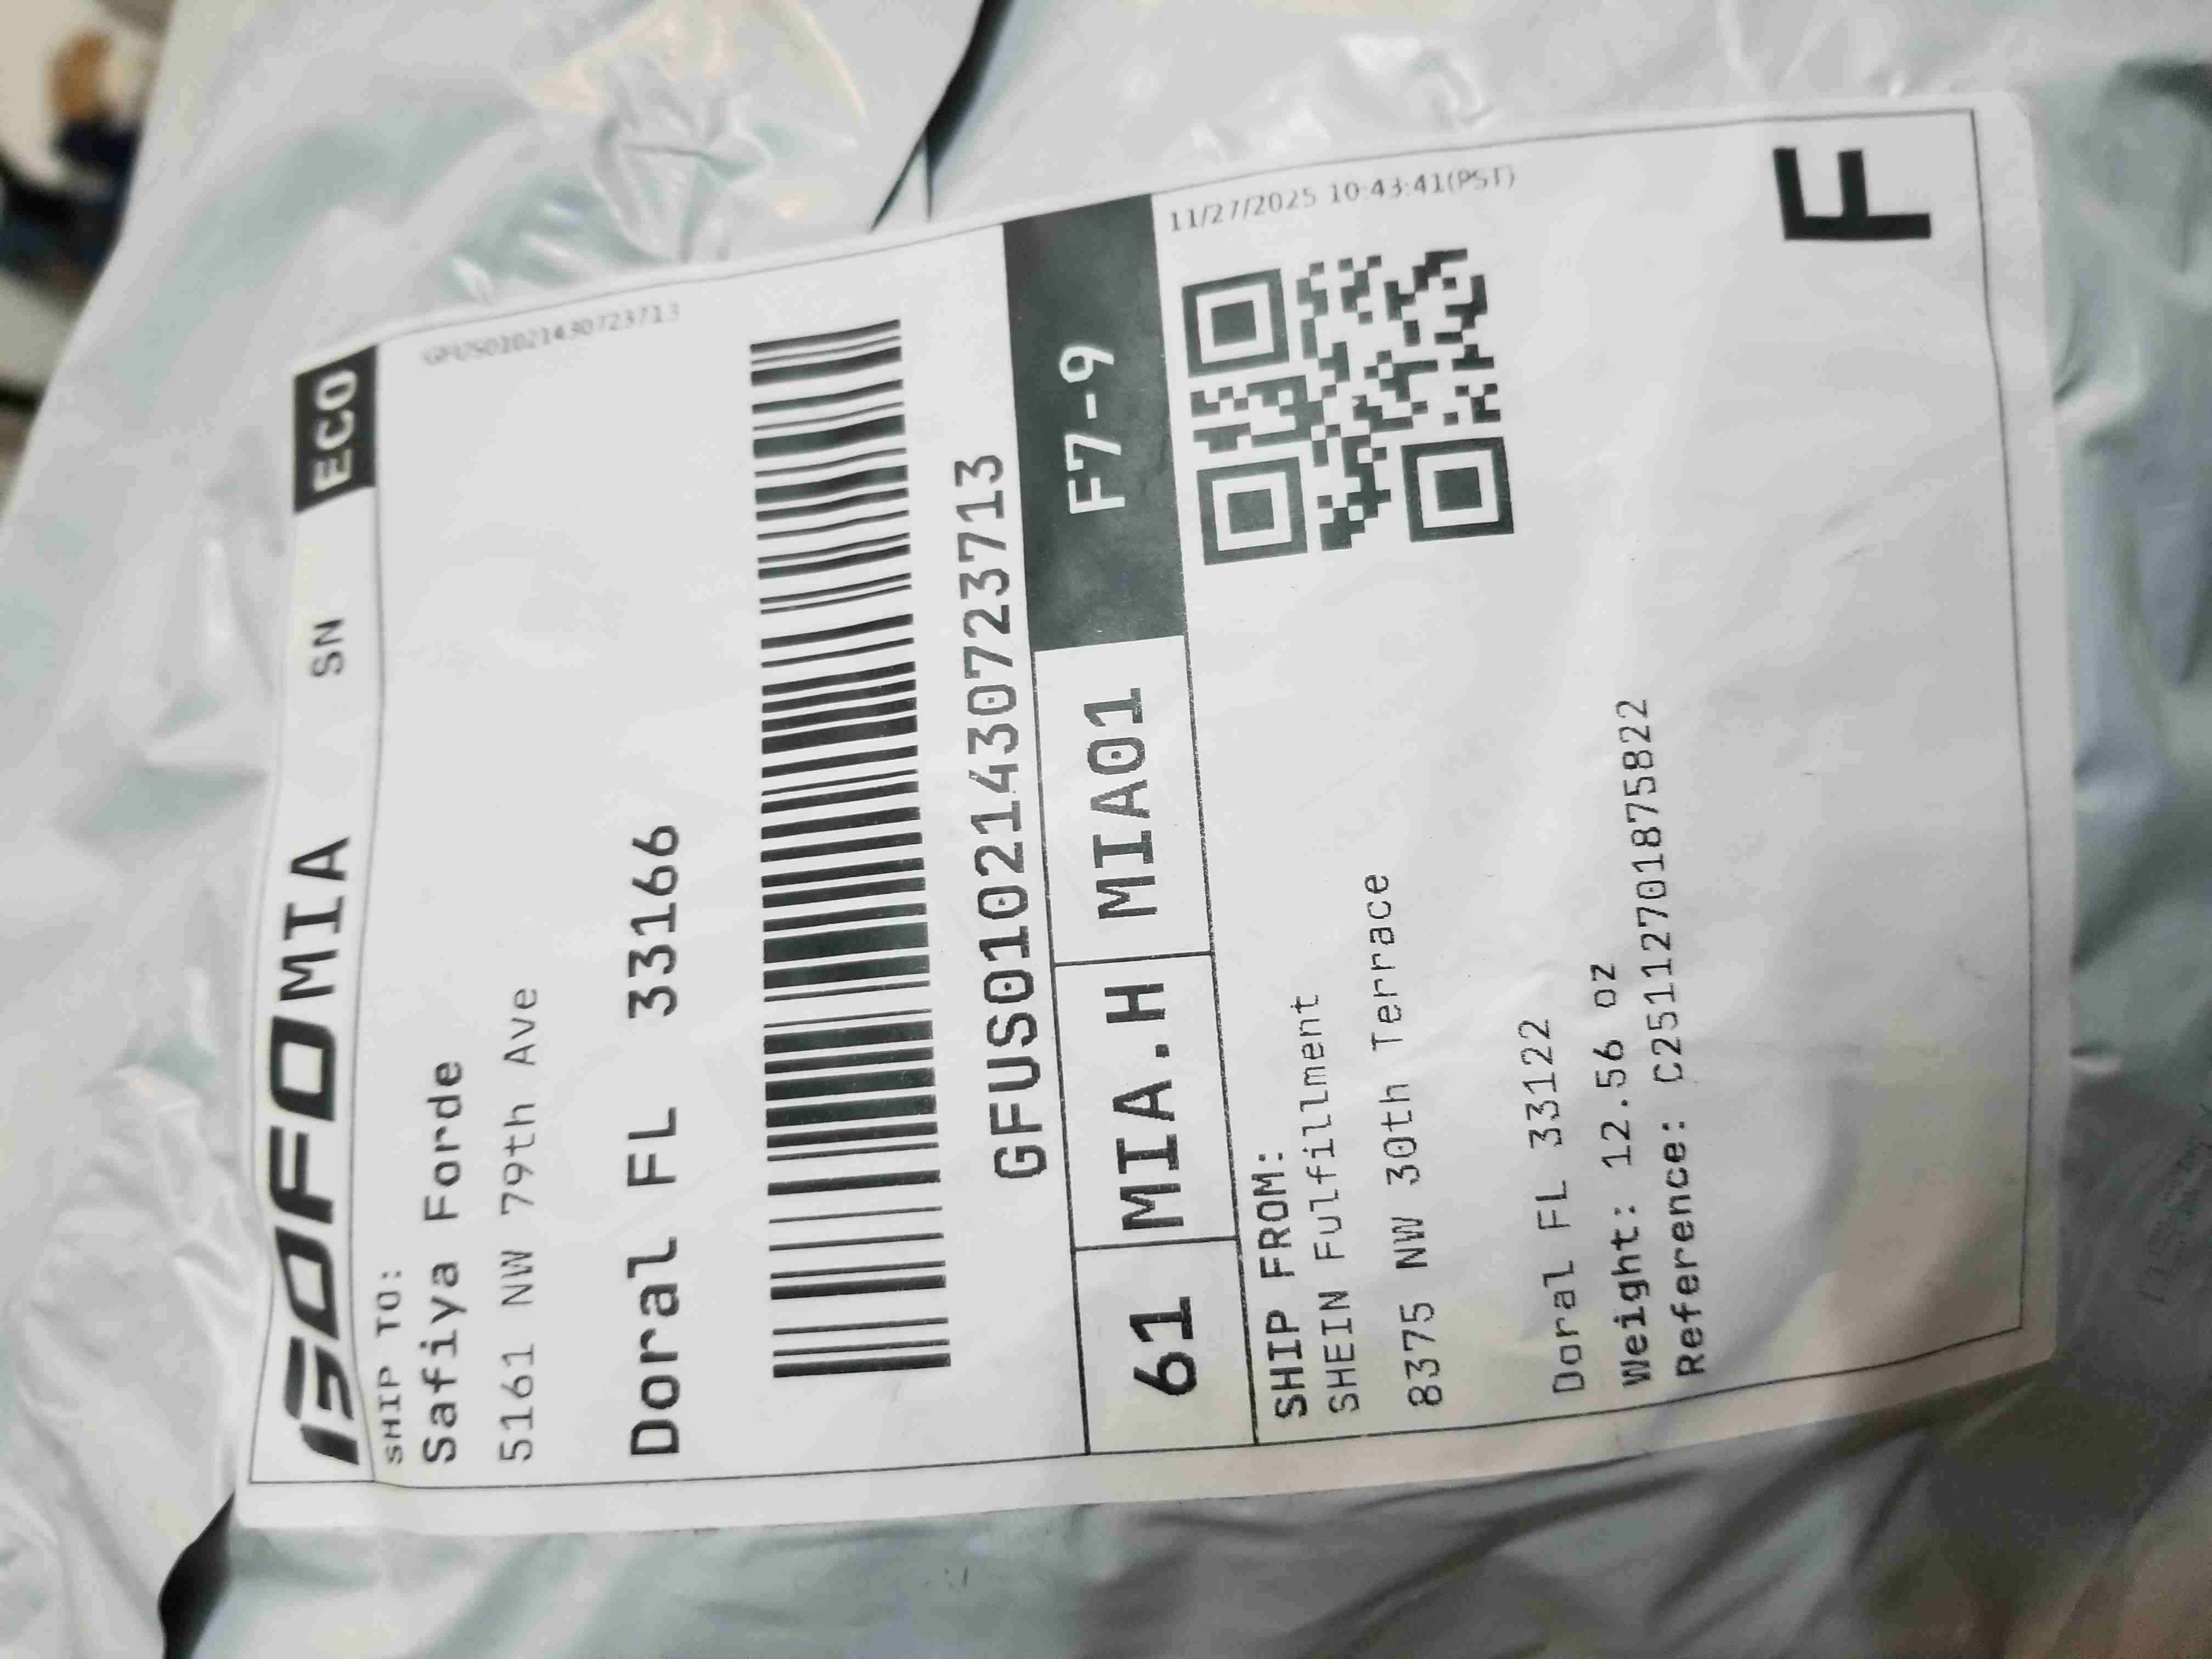 GOFO MIA SN ECO
GFUS01021430723713
SHIP TO:
Safiya Forde
5161 NW 79th Ave
Doral FL 33166
GFUS01021430723713
61 MIA.H MIA01 F7-9
11/27/2025 10:43:41(PST)
SHIP FROM:
SHEIN Fulfillment
8375 NW 30th Terrace
Doral FL 33122
Weight: 12.56 oz
Reference: C25112701875822
F